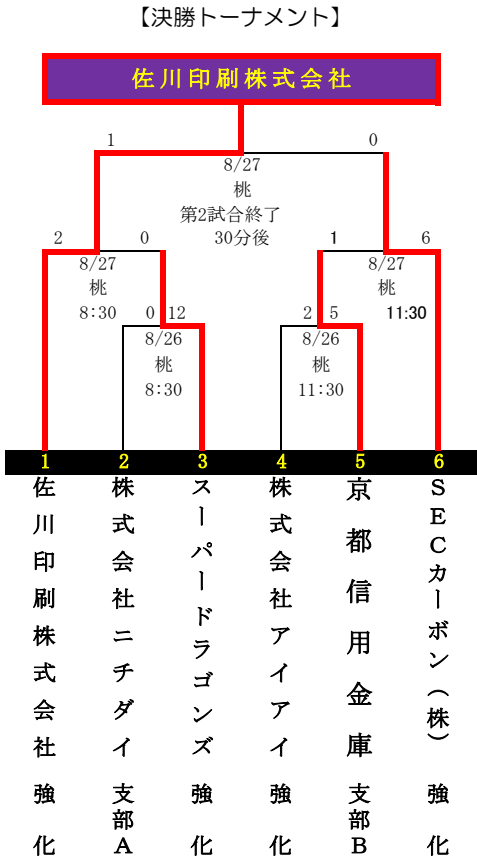 【決勝トーナメント】
佐川印刷株式会社
1
0
8/27
桃
第2試合終了
30分後
2
0
1
6
8/27
桃
8:30
8/27
桃
11:30
0
12
2
5
8/26
桃
8:30
8/26
桃
11:30
1
2
3
4
5
6
佐川印刷株式会社 強化
株式会社ニチダイ 支部A
スーパードラゴンズ 強化
株式会社アイアイ 強化
京都信用金庫 支部B
SECカーボン(株) 強化